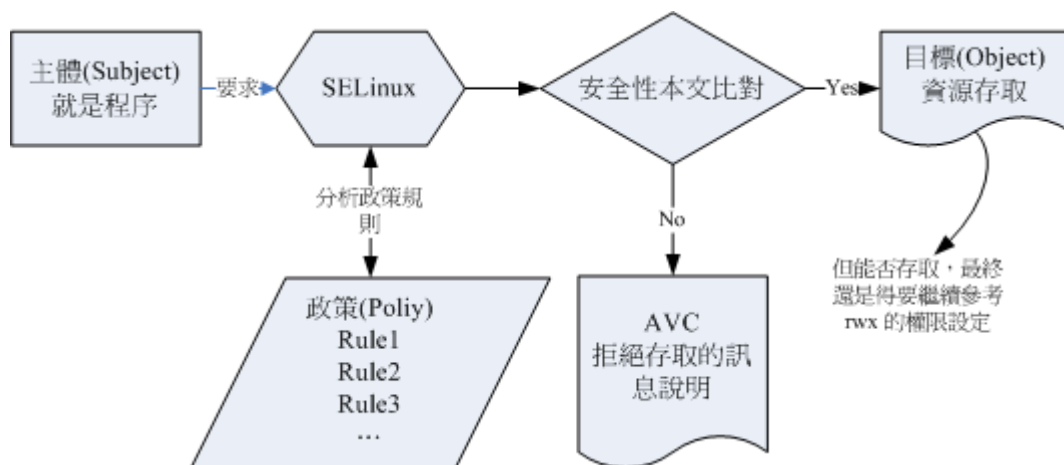 主體(Subject)
就是程序
要求
SELinux
安全性本文比對
Yes
目標(Object)
資源存取
分析政策規
則
No
但能否存取，最終
還是得要繼續參考
rwx 的權限設定
政策(Poliy)
Rule1
Rule2
Rule3
…
AVC
拒絕存取的訊
息說明